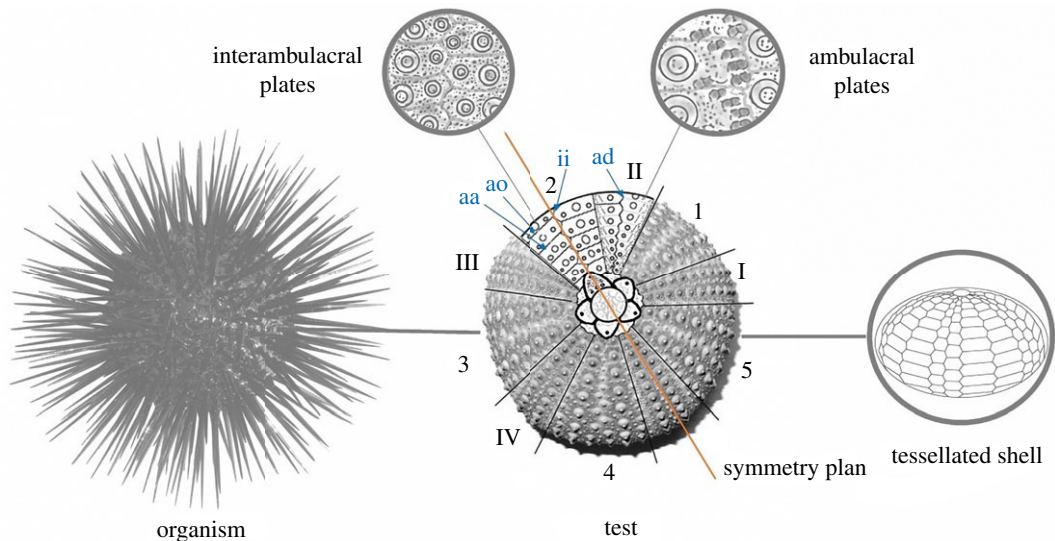 interambulacral
plates
ambulacral
plates
ii
ad
II
2
ao
aa
1
III
I
3
5
IV
4
symmetry plan
tessellated shell
organism
test